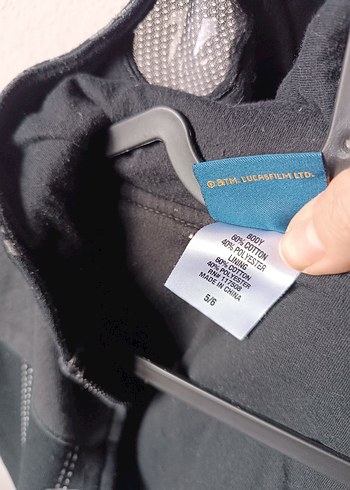 © & TM. LUCASFILM LTD.
BODY
60% COTTON
40% POLYESTER
LINING
60% COTTON
40% POLYESTER
RN# 117508
MADE IN CHINA
5/6